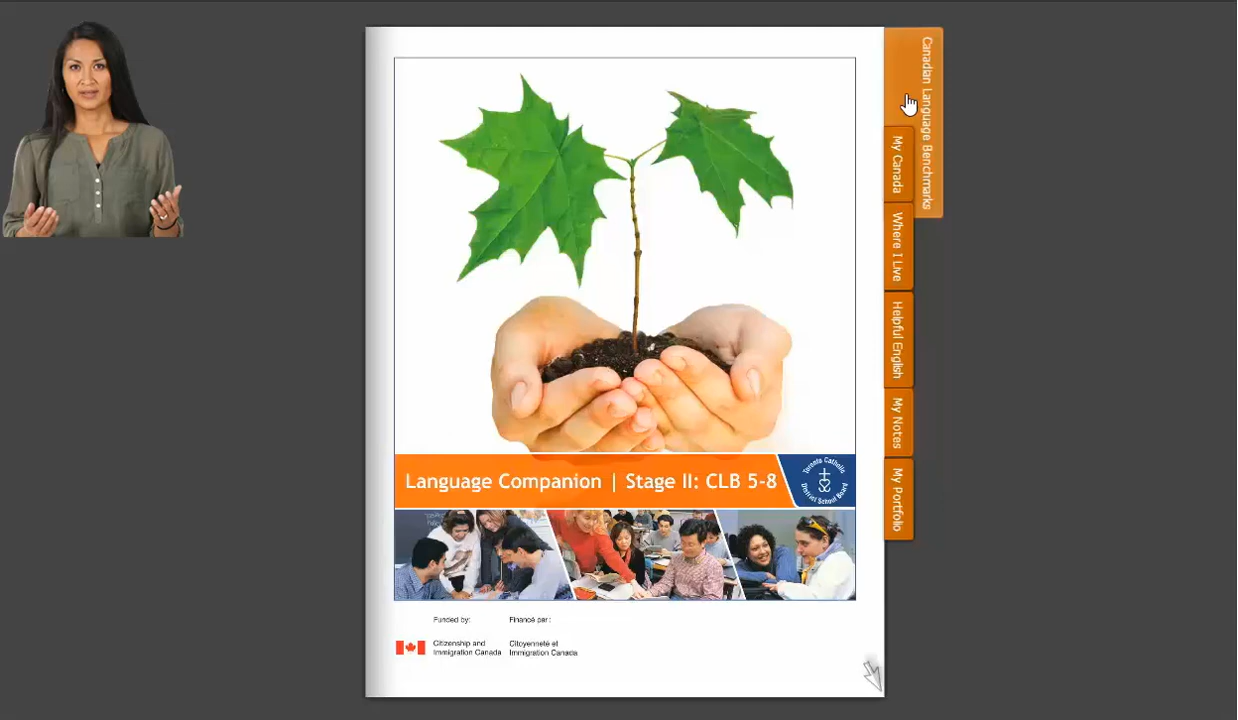 Canadian Language Benchmarks
My Canada
Where I Live
Helpful English
My Notes
My Portfolio
Language Companion | Stage II: CLB 5-8
Toronto Catholic
District School Board
Funded by:
Financé par :
Citizenship and
Immigration Canada
Citoyenneté et
Immigration Canada